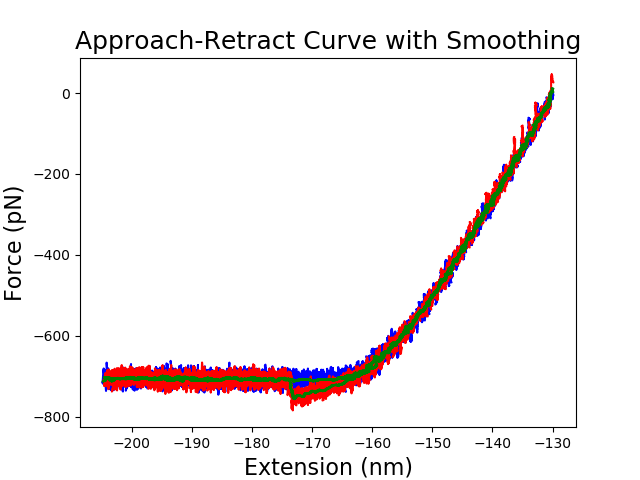 Approach-Retract Curve with Smoothing
Force (pN)
0
−200
−400
−600
−800
−200 −190 −180 −170 −160 −150 −140 −130
Extension (nm)